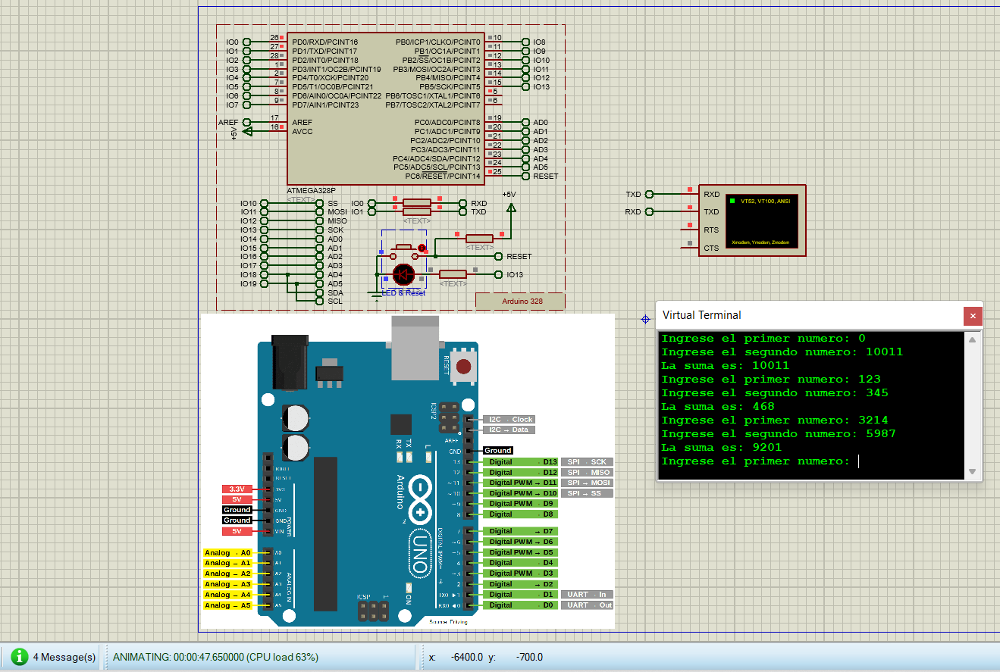 IO0 26 PD0/RXD/PCINT16 PB0/ICP1/CLKO/PCINT0 10 IO8
IO1 27 PD1/TXD/PCINT17 PB1/OC1A/PCINT1 11 IO9
IO2 28 PD2/INT0/PCINT18 PB2/SS/OC1B/PCINT2 12 IO10
IO3 1 PD3/INT1/OC2B/PCINT19 PB3/MOSI/OC2A/PCINT3 13 IO11
IO4 2 PD4/T0/XCK/PCINT20 PB4/MISO/PCINT4 14 IO12
IO5 7 PD5/T1/OC0B/PCINT21 PB5/SCK/PCINT5 15 IO13
IO6 8 PD6/AIN0/OC0A/PCINT22 PB6/TOSC1/XTAL1/PCINT6 5
IO7 9 PD7/AIN1/PCINT23 PB7/TOSC2/XTAL2/PCINT7 6
AREF 17 AREF PC0/ADC0/PCINT8 19 AD0
+5V 16 AVCC PC1/ADC1/PCINT9 20 AD1
PC2/ADC2/PCINT10 21 AD2
PC3/ADC3/PCINT11 22 AD3
PC4/ADC4/SDA/PCINT12 23 AD4
PC5/ADC5/SCL/PCINT13 24 AD5
PC6/RESET/PCINT14 25 RESET
ATMEGA328P
<TEXT>
IO10 SS
IO11 MOSI
IO12 MISO
IO13 SCK
IO14 AD0
IO15 AD1
IO16 AD2
IO17 AD3
IO18 AD4
IO19 AD5
SDA
SCL
IO0 RXD
IO1 TXD
<TEXT>
+5V
<TEXT>
RESET
IO13
<TEXT>
LED & Reset
Arduino 328
TXD RXD
RXD TXD
RTS
CTS
VT52, VT100, ANSI
Xmodem, Ymodem, Zmodem
Virtual Terminal
Ingrese el primer numero: 0
Ingrese el segundo numero: 10011
La suma es: 10011
Ingrese el primer numero: 123
Ingrese el segundo numero: 345
La suma es: 468
Ingrese el primer numero: 3214
Ingrese el segundo numero: 5987
La suma es: 9201
Ingrese el primer numero:
RESET
ICSP2
I2C → Clock
I2C → Data
AREF
GND Ground
13 Digital → D13 SPI → SCK
12 Digital → D12 SPI → MISO
~11 Digital PWM → D11 SPI → MOSI
~10 Digital PWM → D10 SPI → SS
~9 Digital PWM → D9
8 Digital → D8
7 Digital → D7
~6 Digital PWM → D6
~5 Digital PWM → D5
4 Digital → D4
~3 Digital PWM → D3
2 Digital → D2
TX0 ▶1 Digital → D1 UART → In
RX0 ◀0 Digital → D0 UART → Out
RX TX L
Arduino
UNO
DIGITAL (PWM~)
ON
ICSP 1
IOREF
RESET
3.3V 3V3
5V 5V
Ground GND
Ground GND
5V VIN
POWER
Analog → A0 A0
Analog → A1 A1
Analog → A2 A2
Analog → A3 A3
Analog → A4 A4
Analog → A5 A5
ANALOG IN
Source: Fritzing
4 Message(s)
ANIMATING: 00:00:47.650000 (CPU load 63%)
x: -6400.0 y: -700.0